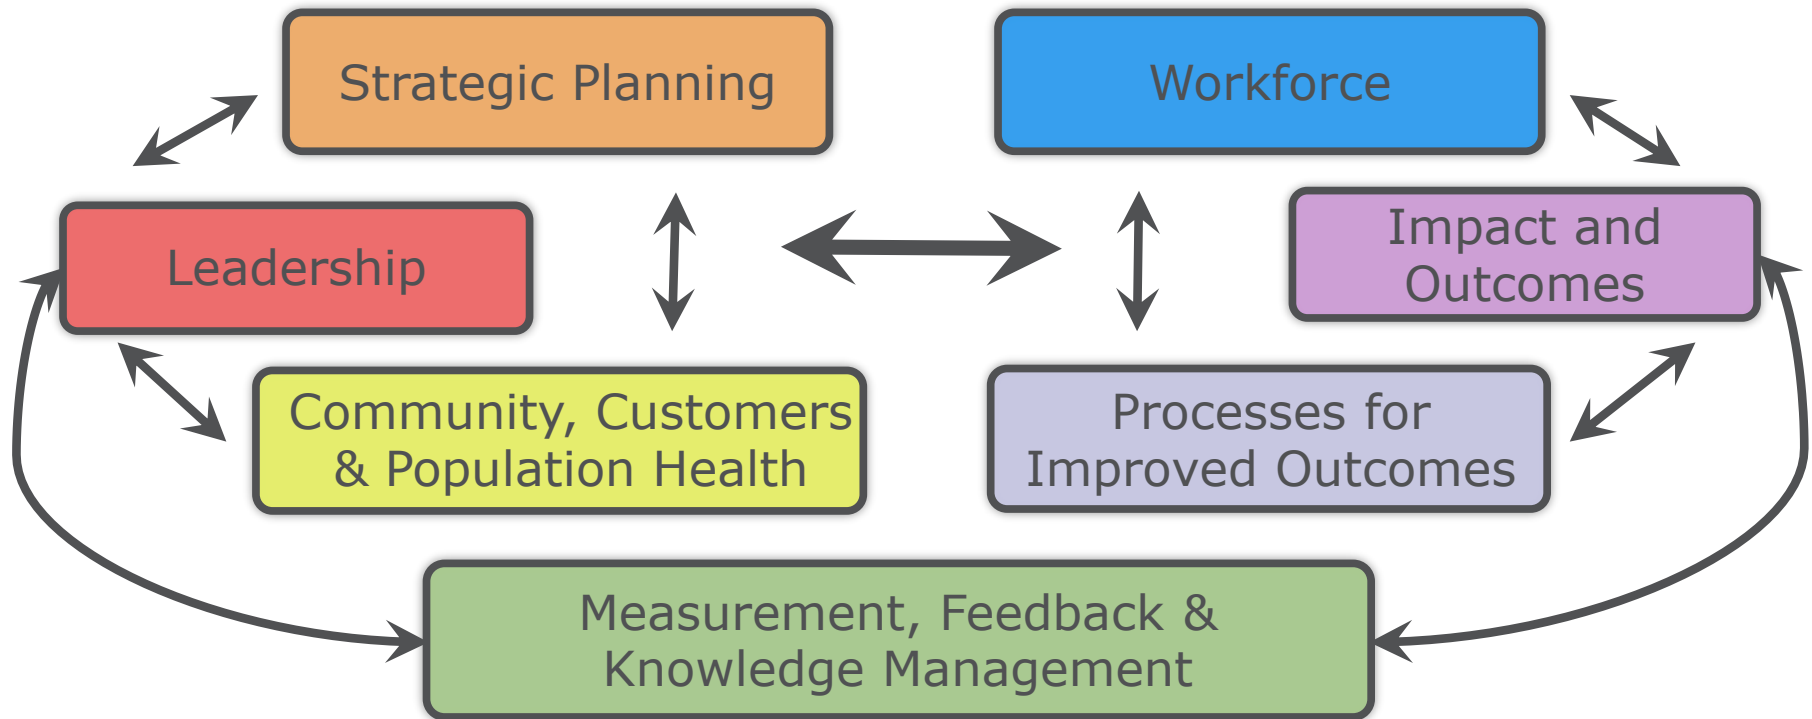 Strategic Planning
Workforce
Leadership
Impact and
Outcomes
Community, Customers
& Population Health
Processes for
Improved Outcomes
Measurement, Feedback &
Knowledge Management